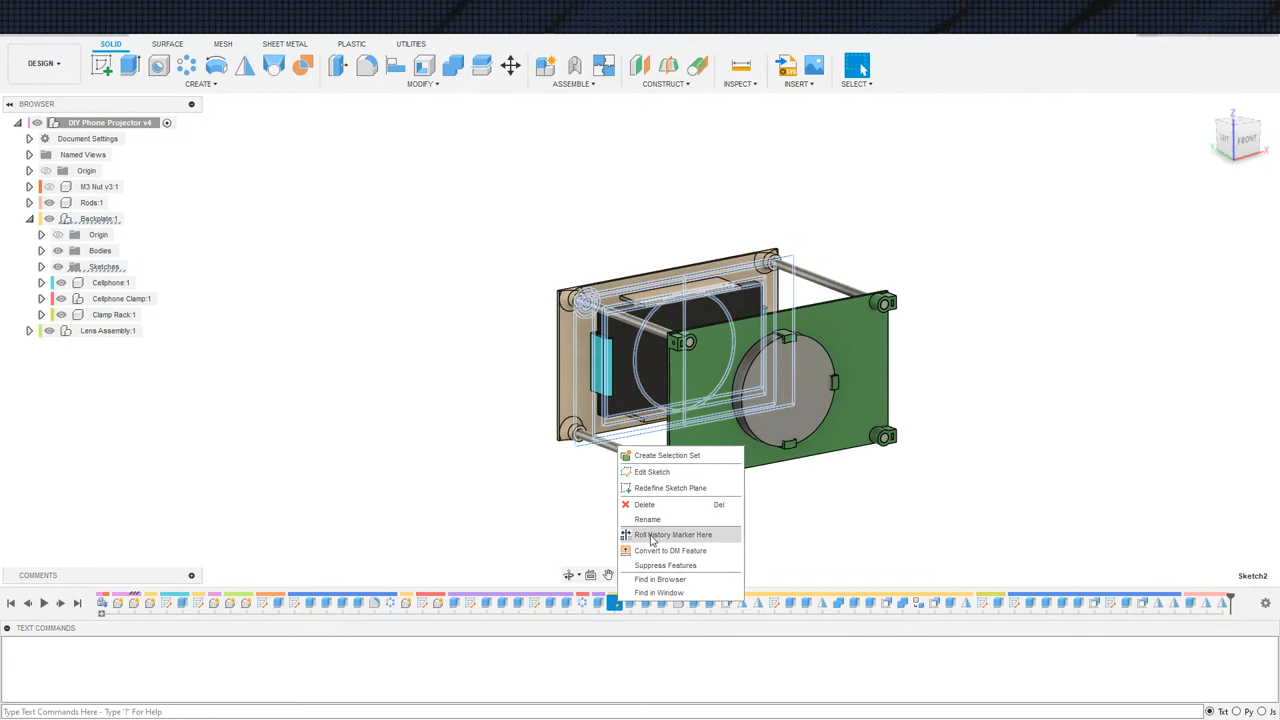 SOLID SURFACE MESH SHEET METAL PLASTIC UTILITIES
DESIGN
CREATE MODIFY ASSEMBLE CONSTRUCT INSPECT INSERT SELECT
BROWSER
DIY Phone Projector v4
Document Settings
Named Views
Origin
M3 Nut v3:1
Rods:1
Backplate:1
Origin
Bodies
Sketches
Cellphone:1
Cellphone Clamp:1
Clamp Rack:1
Lens Assembly:1
Z
LEFT FRONT
Y X
Create Selection Set
Edit Sketch
Redefine Sketch Plane
Delete Del
Rename
Roll History Marker Here
Convert to DM Feature
Suppress Features
Find in Browser
Find in Window
COMMENTS
Sketch2
TEXT COMMANDS
Type Text Commands Here - Type '?' For Help
Txt Py Js